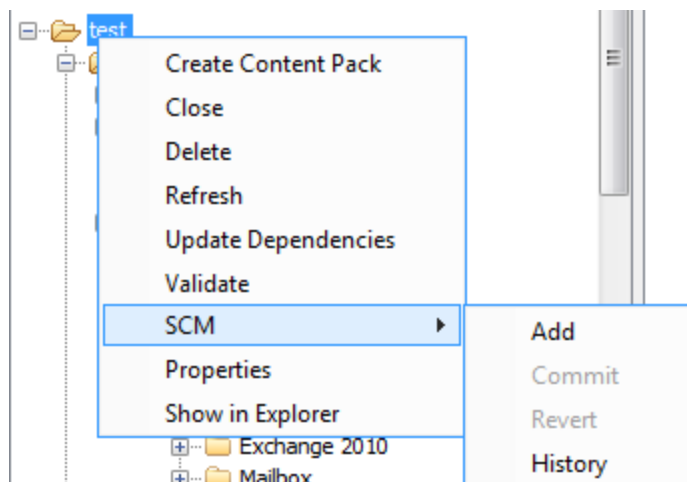 test
Create Content Pack
Close
Delete
Refresh
Update Dependencies
Validate
SCM
Add
Properties
Commit
Show in Explorer
Revert
Exchange 2010
History
Mailbox